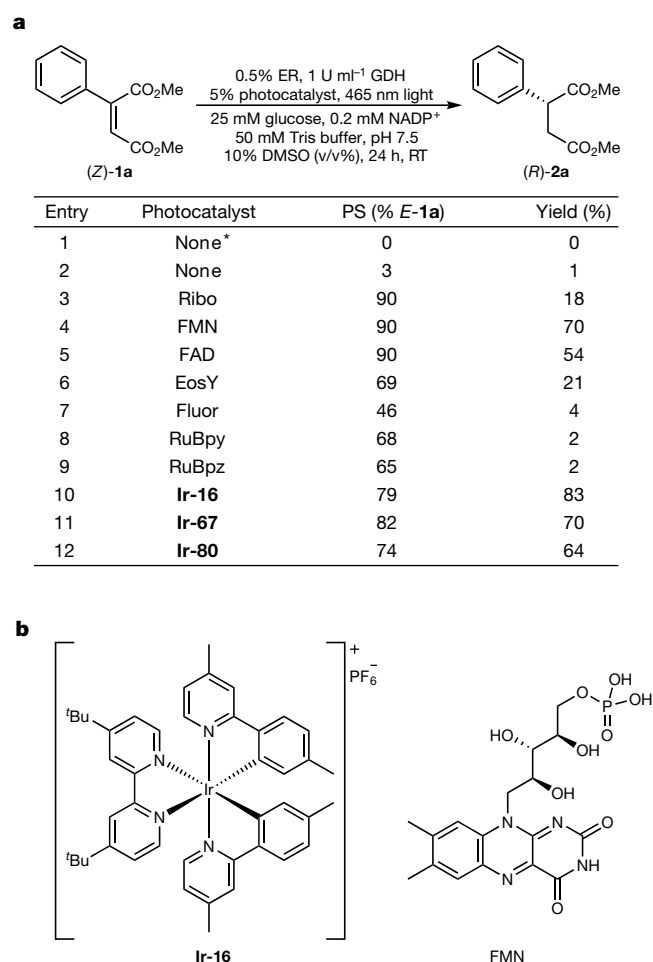 a
CO₂Me
CO₂Me
(Z)-1a
0.5% ER, 1 U ml⁻¹ GDH
5% photocatalyst, 465 nm light
25 mM glucose, 0.2 mM NADP⁺
50 mM Tris buffer, pH 7.5
10% DMSO (v/v%), 24 h, RT
CO₂Me
CO₂Me
(R)-2a
Entry Photocatalyst PS (% E-1a) Yield (%)
1 None* 0 0
2 None 3 1
3 Ribo 90 18
4 FMN 90 70
5 FAD 90 54
6 EosY 69 21
7 Fluor 46 4
8 RuBpy 68 2
9 RuBpz 65 2
10 Ir-16 79 83
11 Ir-67 82 70
12 Ir-80 74 64
b
+
PF₆⁻
ᵗBu
N
N
Ir
N
N
ᵗBu
Ir-16
OH
O P OH
O
HO
OH
OH
N N O
NH
N
O
FMN